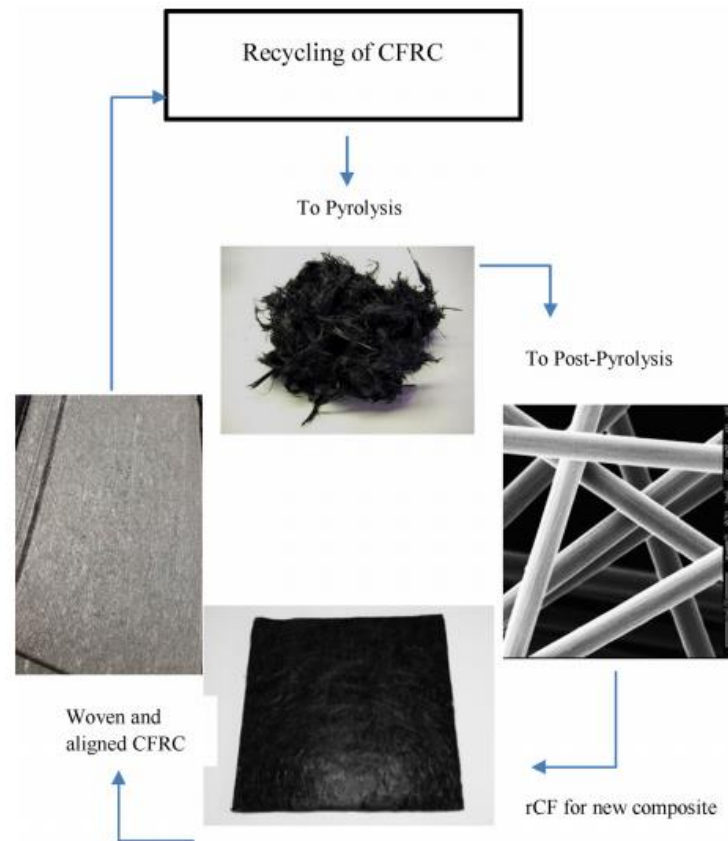 Recycling of CFRC
To Pyrolysis
To Post-Pyrolysis
Woven and
aligned CFRC
rCF for new composite